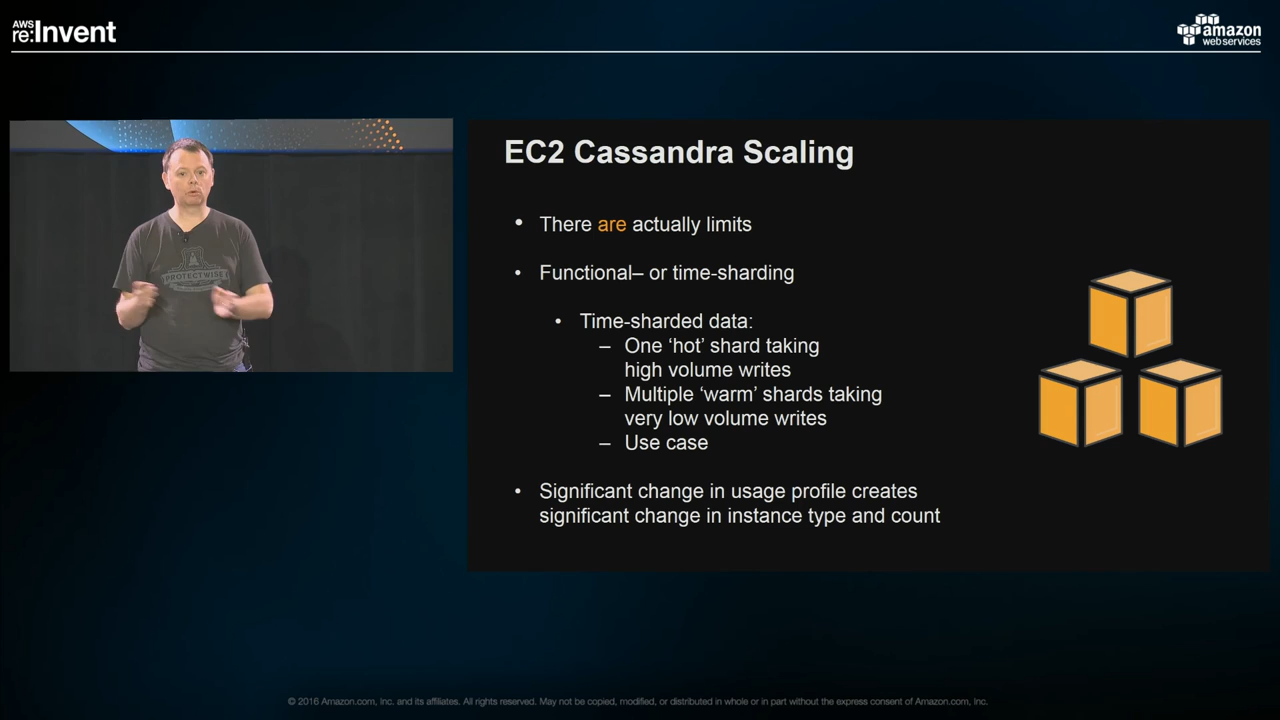 AWS
re:Invent
amazon
web services
PROTECTWISE
EC2 Cassandra Scaling
• There are actually limits
• Functional– or time-sharding
• Time-sharded data:
– One ‘hot’ shard taking
high volume writes
– Multiple ‘warm’ shards taking
very low volume writes
– Use case
• Significant change in usage profile creates
significant change in instance type and count
© 2016 Amazon.com, Inc. and its affiliates. All rights reserved. May not be copied, modified, or distributed in whole or in part without the express consent of Amazon.com, Inc.